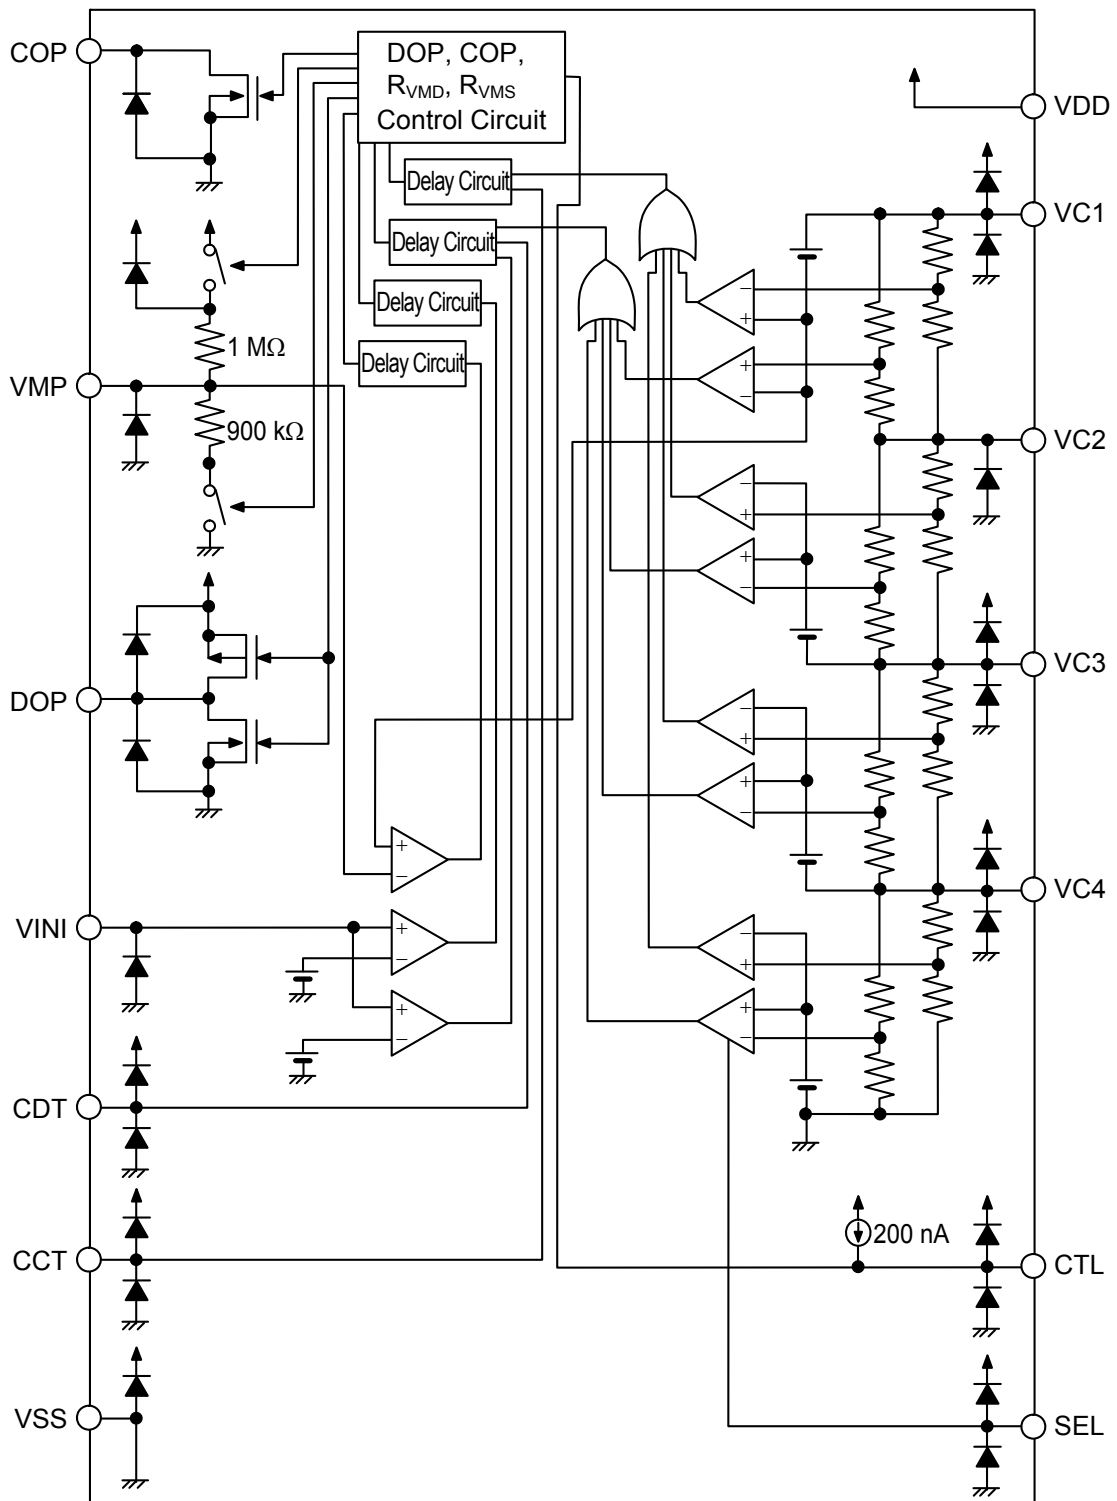 COP
DOP, COP,
RVMD, RVMS
Control Circuit
VDD
Delay Circuit
VC1
Delay Circuit
− 
Delay Circuit
+
1 MΩ
Delay Circuit
+
VMP
−
900 kΩ
VC2
−
+
+
−
VC3
DOP
−
+
+
−
+
−
VC4
VINI
+
−
−
+
+
+
−
−
CDT
200 nA
CCT
CTL
VSS
SEL